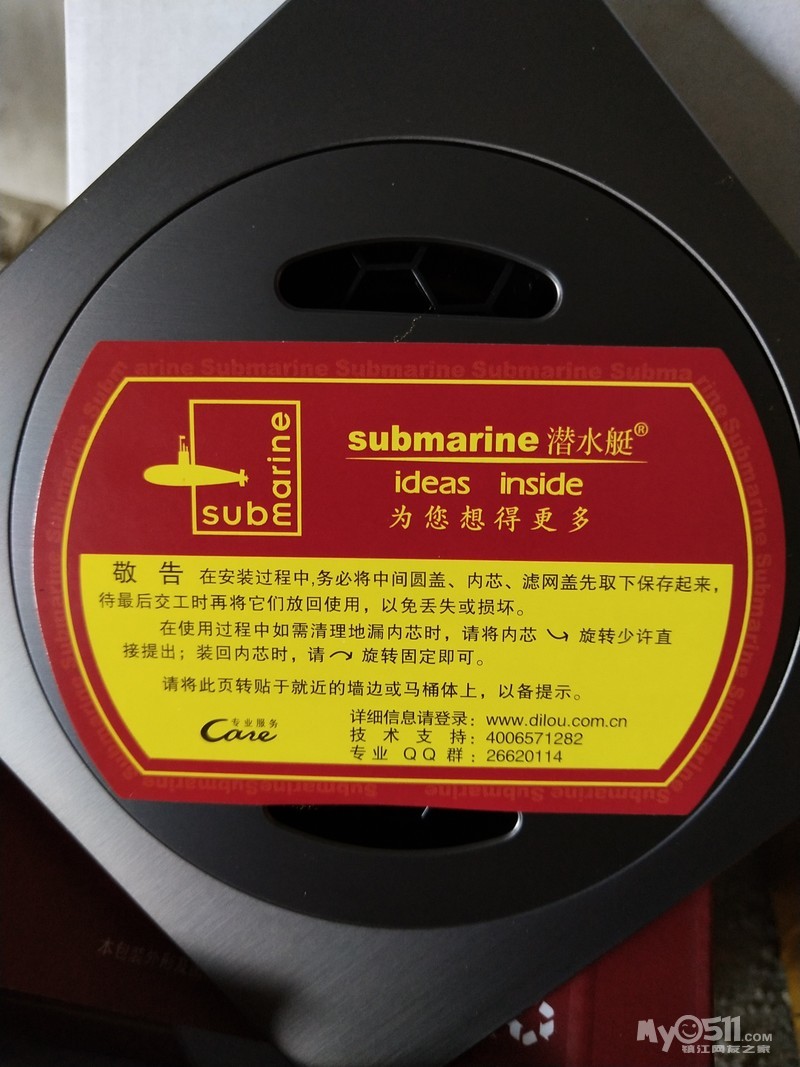 Submarine
submarine
submarine 潜水艇®
ideas inside
为您想得更多
敬 告 在安装过程中,务必将中间圆盖、内芯、滤网盖先取下保存起来,
待最后交工时再将它们放回使用，以免丢失或损坏。
在使用过程中如需清理地漏内芯时，请将内芯 旋转少许直
接提出；装回内芯时，请 旋转固定即可。
请将此页转贴于就近的墙边或马桶体上，以备提示。
专业服务
Care
详细信息请登录：www.dilou.com.cn
技术支持：4006571282
专业QQ群：26620114
MyO511.COM
镇江网友之家